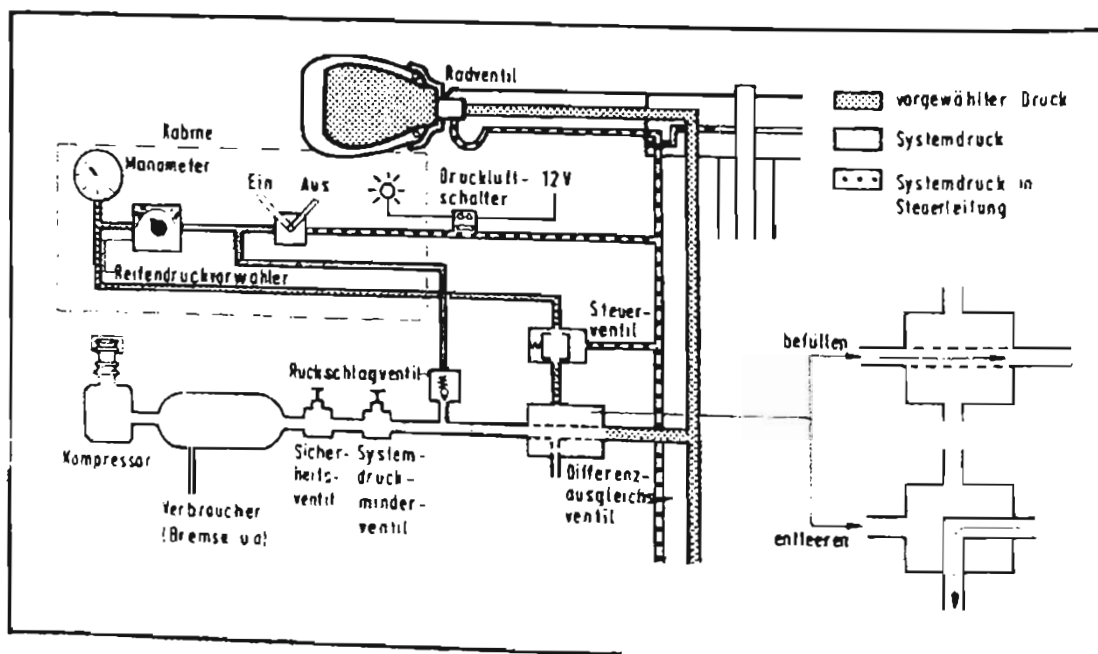 Radventil
vorgewählter Druck
Systemdruck
Systemdruck in
Steuerleitung
Kabine
Manometer
Ein
Aus
Druckluft-
schalter
12V
Reifendruckvorwähler
Steuer-
ventil
befüllen
Rückschlagventil
Kompressor
Sicher-
heits-
ventil
System-
druck-
minder-
ventil
Differenz-
ausgleichs
ventil
Verbraucher
(Bremse ua)
entleeren